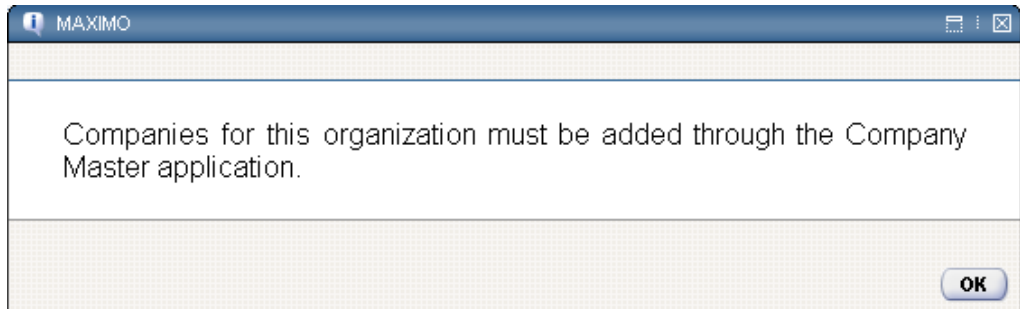 MAXIMO
Companies for this organization must be added through the Company
Master application.
OK